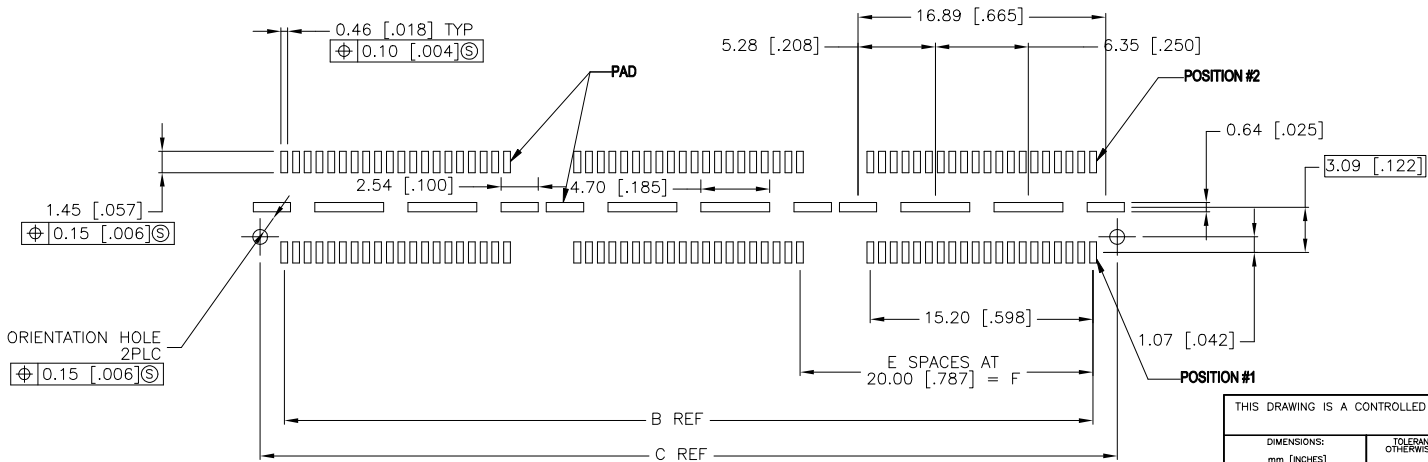 16.89 [.665]
0.46 [.018] TYP
⌖ 0.10 [.004]Ⓢ
5.28 [.208]
6.35 [.250]
PAD
POSITION #2
0.64 [.025]
3.09 [.122]
2.54 [.100]
4.70 [.185]
1.45 [.057]
⌖ 0.15 [.006]Ⓢ
15.20 [.598]
1.07 [.042]
ORIENTATION HOLE
2PLC
⌖ 0.15 [.006]Ⓢ
E SPACES AT
20.00 [.787] = F
POSITION #1
B REF
C REF
THIS DRAWING IS A CONTROLLED
DIMENSIONS:
mm [INCHES]